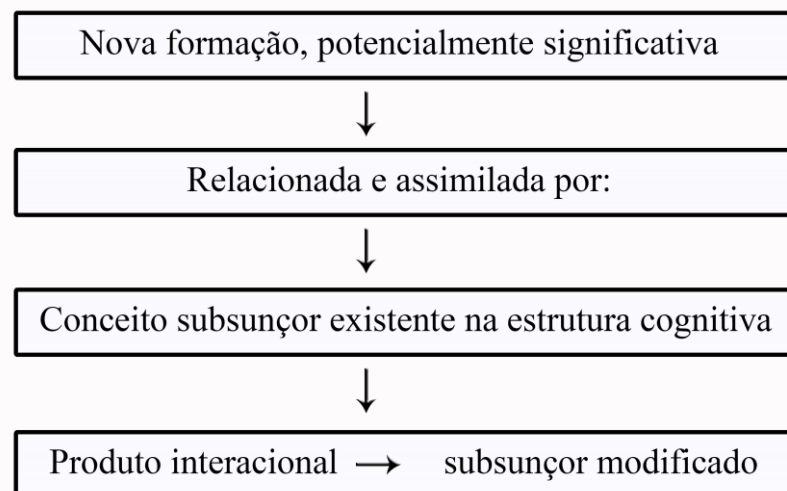 Nova formação, potencialmente significativa
↓
Relacionada e assimilada por:
↓
Conceito subsunçor existente na estrutura cognitiva
↓
Produto interacional → subsunçor modificado